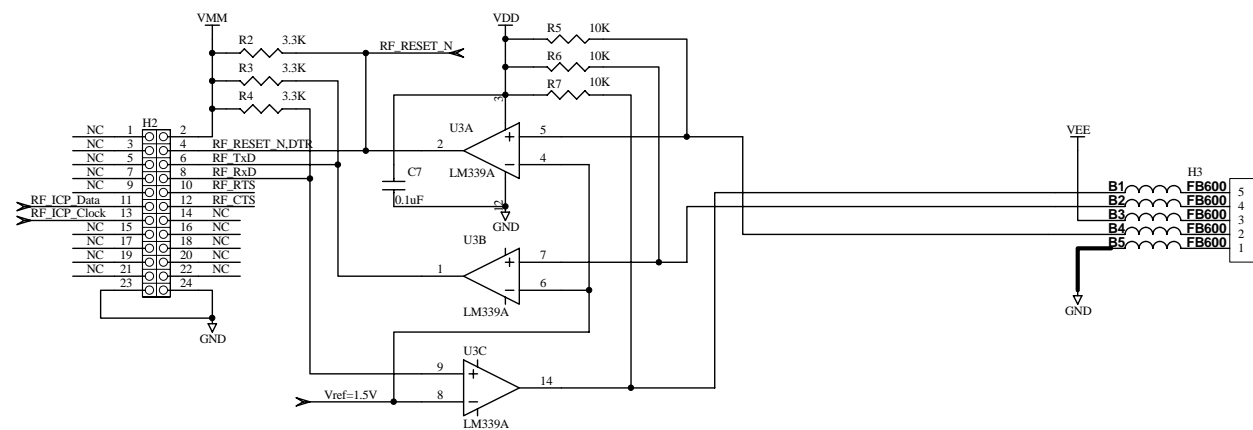 VMM
VDD
R2 3.3K
RF_RESET_N
R5 10K
R3 3.3K
R6 10K
R4 3.3K
R7 10K
3
H2
U3A
VEE
NC 1 2
NC 3 4 RF_RESET_N,DTR
2
5
NC 5 6 RF_TxD
4
NC 7 8 RF_RxD
C7
LM339A
H3
NC 9 10 RF_RTS
B1 FB600 5
RF_ICP_Data 11 12 RF_CTS
0.1uF
12
B2 FB600 4
RF_ICP_Clock 13 14 NC
GND
B3 FB600 3
NC 15 16 NC
B4 FB600 2
NC 17 18 NC
U3B
B5 FB600 1
NC 19 20 NC
7
NC 21 22 NC
1
6
23 24
LM339A
GND
GND
U3C
9
14
Vref=1.5V
8
LM339A